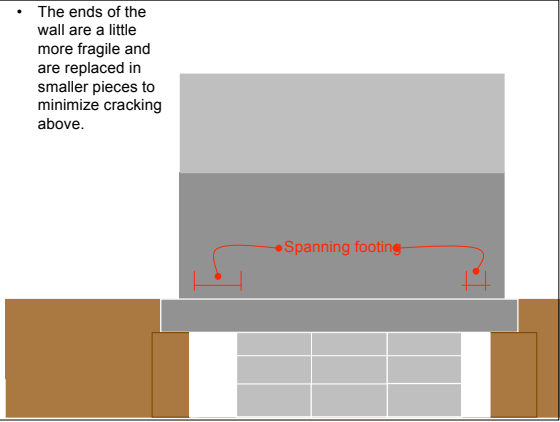 • The ends of the
wall are a little
more fragile and
are replaced in
smaller pieces to
minimize cracking
above.
Spanning footing